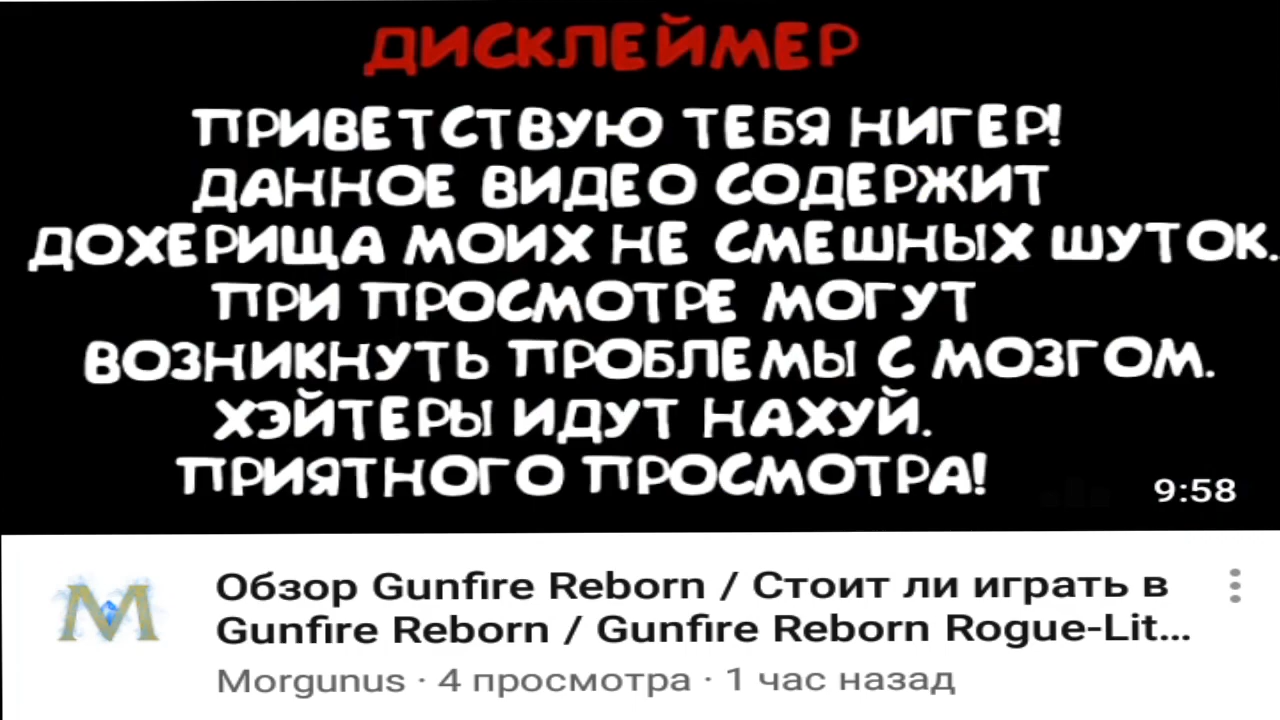 ДИСКЛЕЙМЕР
ПРИВЕТСТВУЮ ТЕБЯ НИГЕР!
ДАННОЕ ВИДЕО СОДЕРЖИТ
ДОХЕРИЩА МОИХ НЕ СМЕШНЫХ ШУТОК.
ПРИ ПРОСМОТРЕ МОГУТ
ВОЗНИКНУТЬ ПРОБЛЕМЫ С МОЗГОМ.
ХЭЙТЕРЫ ИДУТ НАХУЙ.
ПРИЯТНОГО ПРОСМОТРА!
9:58
M
Обзор Gunfire Reborn / Стоит ли играть в
Gunfire Reborn / Gunfire Reborn Rogue-Lit...
Morgunus · 4 просмотра · 1 час назад